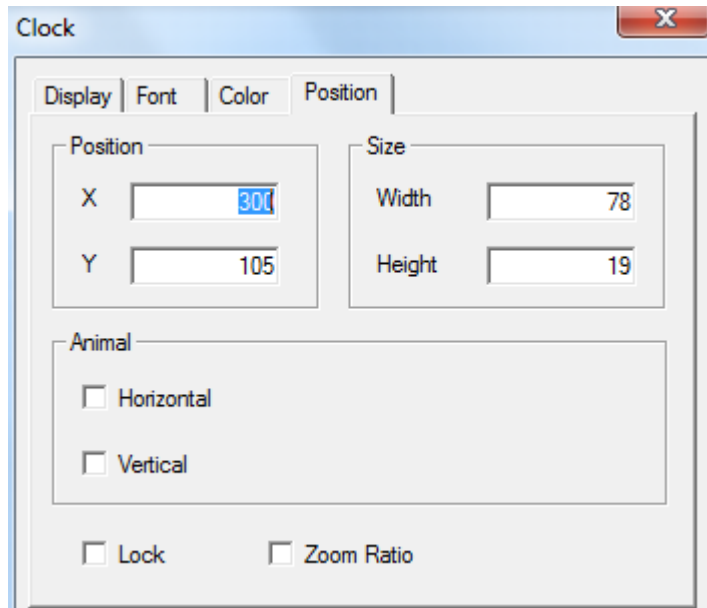 Clock
Display Font Color Position
Position Size
X 300 Width 78
Y 105 Height 19
Animal
Horizontal
Vertical
Lock Zoom Ratio